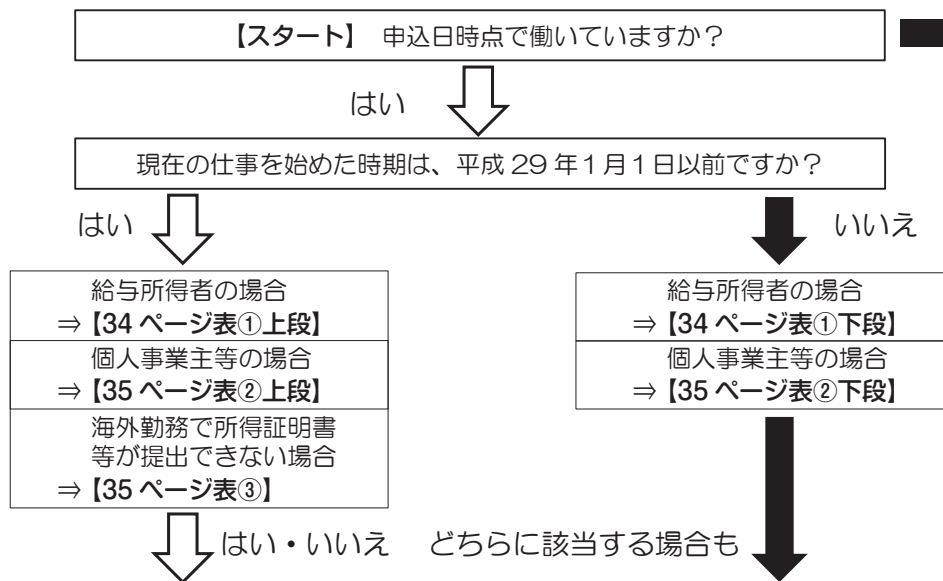 【スタート】 申込日時点で働いていますか？
はい
現在の仕事を始めた時期は、平成 29 年１月１日以前ですか？
はい
いいえ
給与所得者の場合
⇒【34 ページ表①上段】
個人事業主等の場合
⇒【35 ページ表②上段】
海外勤務で所得証明書
等が提出できない場合
⇒【35 ページ表③】
給与所得者の場合
⇒【34 ページ表①下段】
個人事業主等の場合
⇒【35 ページ表②下段】
はい・いいえ どちらに該当する場合も